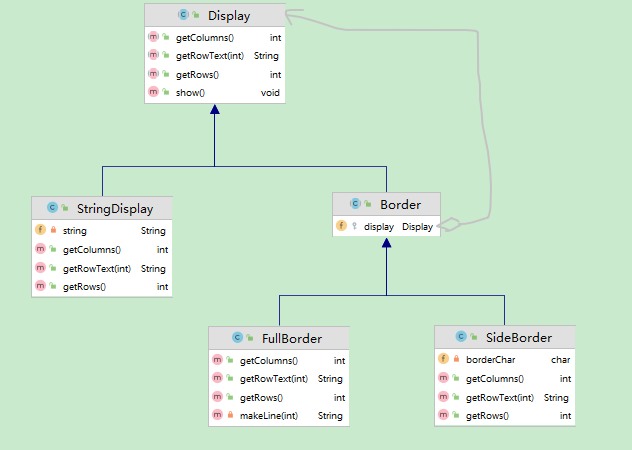 Display
getColumns() int
getRowText(int) String
getRows() int
show() void
StringDisplay
string String
getColumns() int
getRowText(int) String
getRows() int
Border
display Display
FullBorder
getColumns() int
getRowText(int) String
getRows() int
makeLine(int) String
SideBorder
borderChar char
getColumns() int
getRowText(int) String
getRows() int